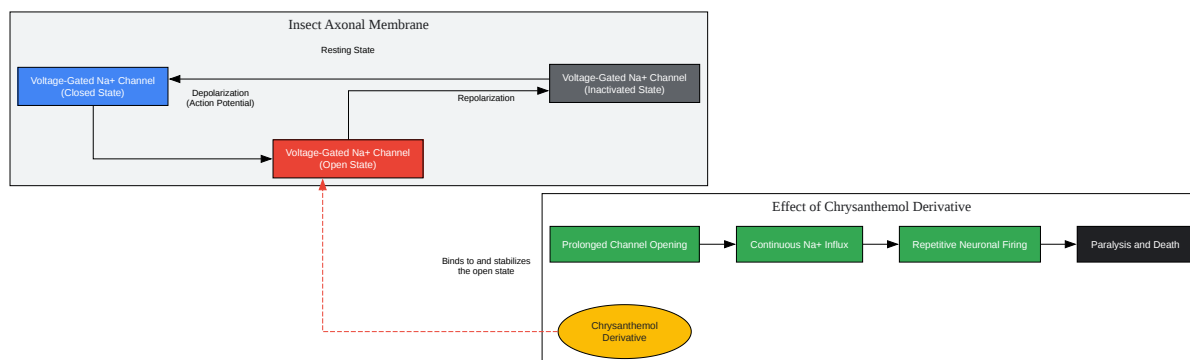 Insect Axonal Membrane
Resting State
Voltage-Gated Na+ Channel
(Closed State)
Voltage-Gated Na+ Channel
(Inactivated State)
Depolarization
(Action Potential)
Repolarization
Voltage-Gated Na+ Channel
(Open State)
Effect of Chrysanthemol Derivative
Prolonged Channel Opening
Continuous Na+ Influx
Repetitive Neuronal Firing
Paralysis and Death
Binds to and stabilizes
the open state
Chrysanthemol
Derivative